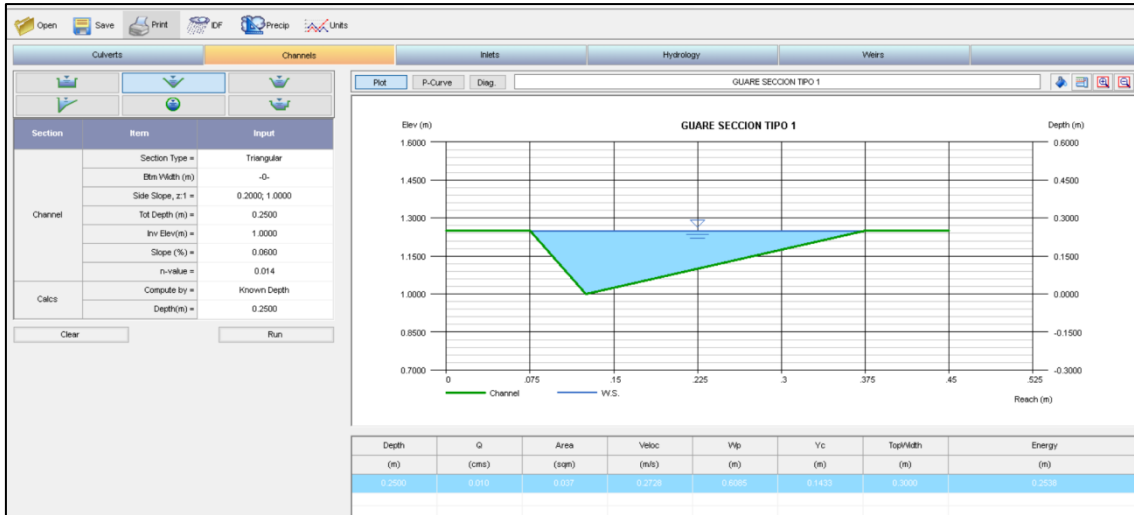 Open Save Print IDF Precip Units
Culverts Channels Inlets Hydrology Weirs
Plot P-Curve Diag. GUARE SECCION TIPO 1
Section Item Input
Channel
Section Type = Triangular
Btm Width (m) -0-
Side Slope, z:1 = 0.2000; 1.0000
Tot Depth (m) = 0.2500
Inv Elev(m) = 1.0000
Slope (%) = 0.0600
n-value = 0.014
Calcs
Compute by = Known Depth
Depth(m) = 0.2500
Clear Run
Elev (m) GUARE SECCION TIPO 1 Depth (m)
1.6000 0.6000
1.4500 0.4500
1.3000 0.3000
1.1500 0.1500
1.0000 0.0000
0.8500 -0.1500
0.7000 -0.3000
0 .075 .15 .225 .3 .375 .45 .525
Channel W.S. Reach (m)
Depth Q Area Veloc Wp Yc TopWidth Energy
(m) (cms) (sqm) (m/s) (m) (m) (m) (m)
0.2500 0.010 0.037 0.2728 0.6085 0.1433 0.3000 0.2538